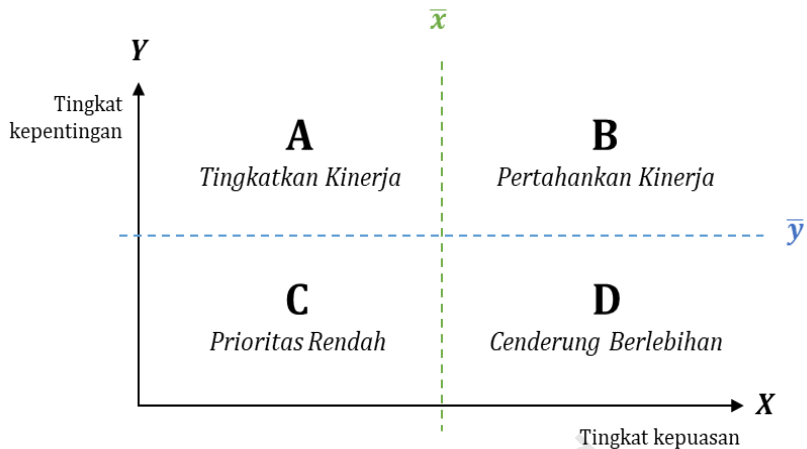 x̅
Y
Tingkat
kepentingan
A
Tingkatkan Kinerja
B
Pertahankan Kinerja
y̅
C
Prioritas Rendah
D
Cenderung Berlebihan
X
Tingkat kepuasan